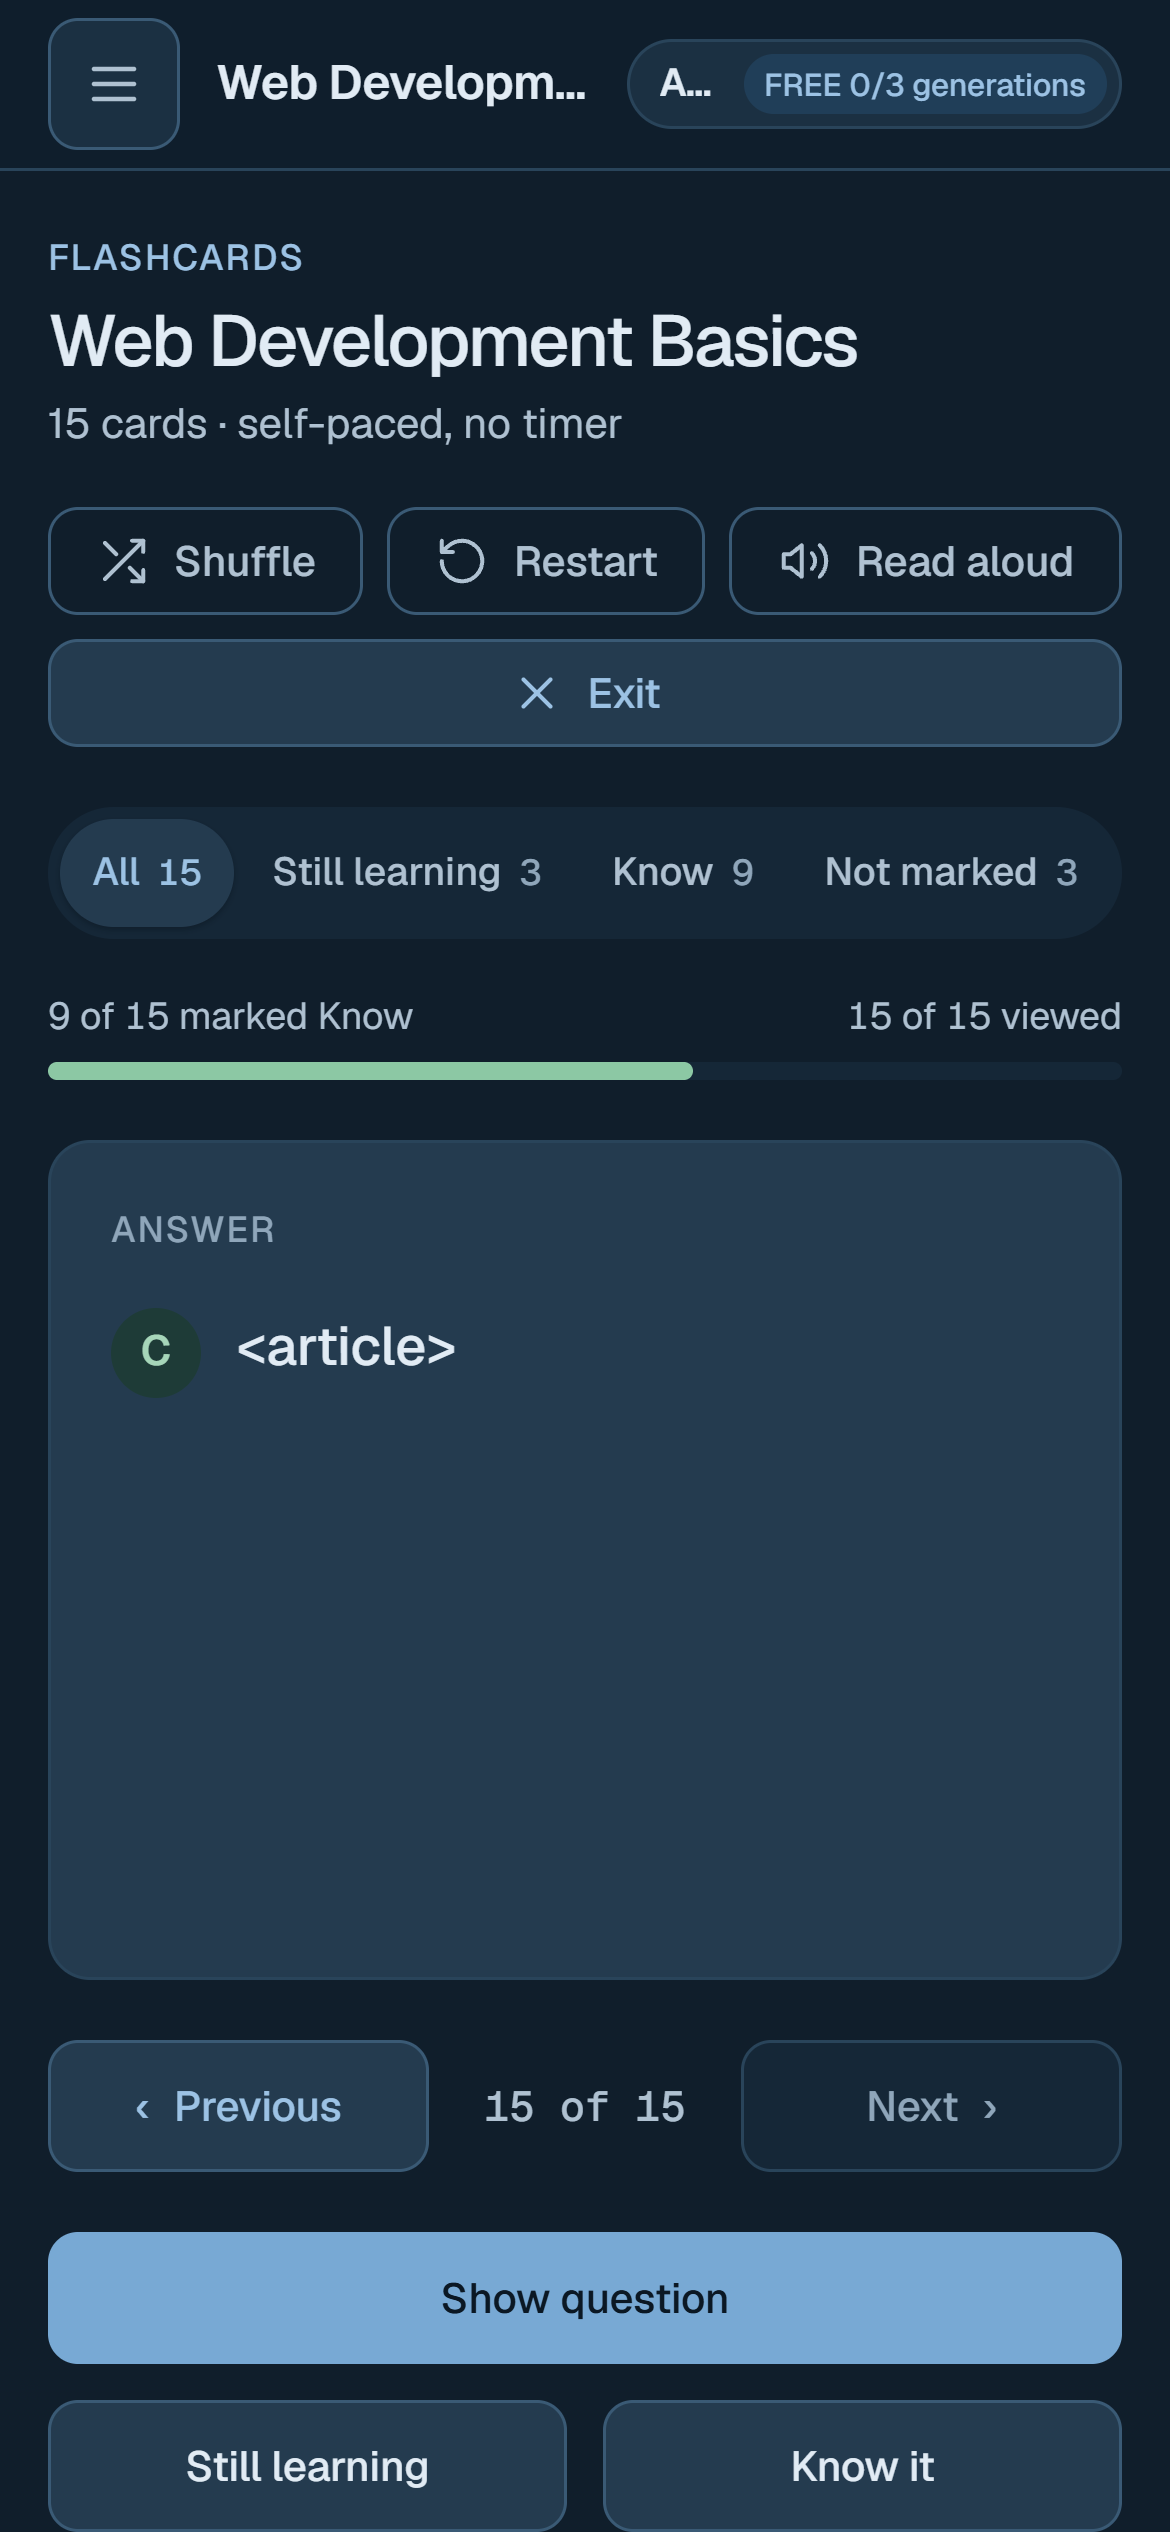 Web Developm...
A... FREE 0/3 generations
FLASHCARDS
Web Development Basics
15 cards · self-paced, no timer
Shuffle Restart Read aloud
Exit
All 15 Still learning 3 Know 9 Not marked 3
9 of 15 marked Know 15 of 15 viewed
ANSWER
C <article>
‹ Previous 15 of 15 Next ›
Show question
Still learning Know it